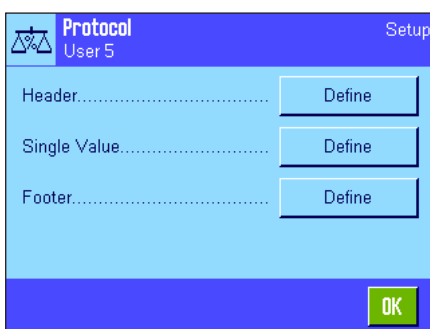 Protocol
Setup
User 5
Header.................................... Define
Single Value............................ Define
Footer..................................... Define
OK